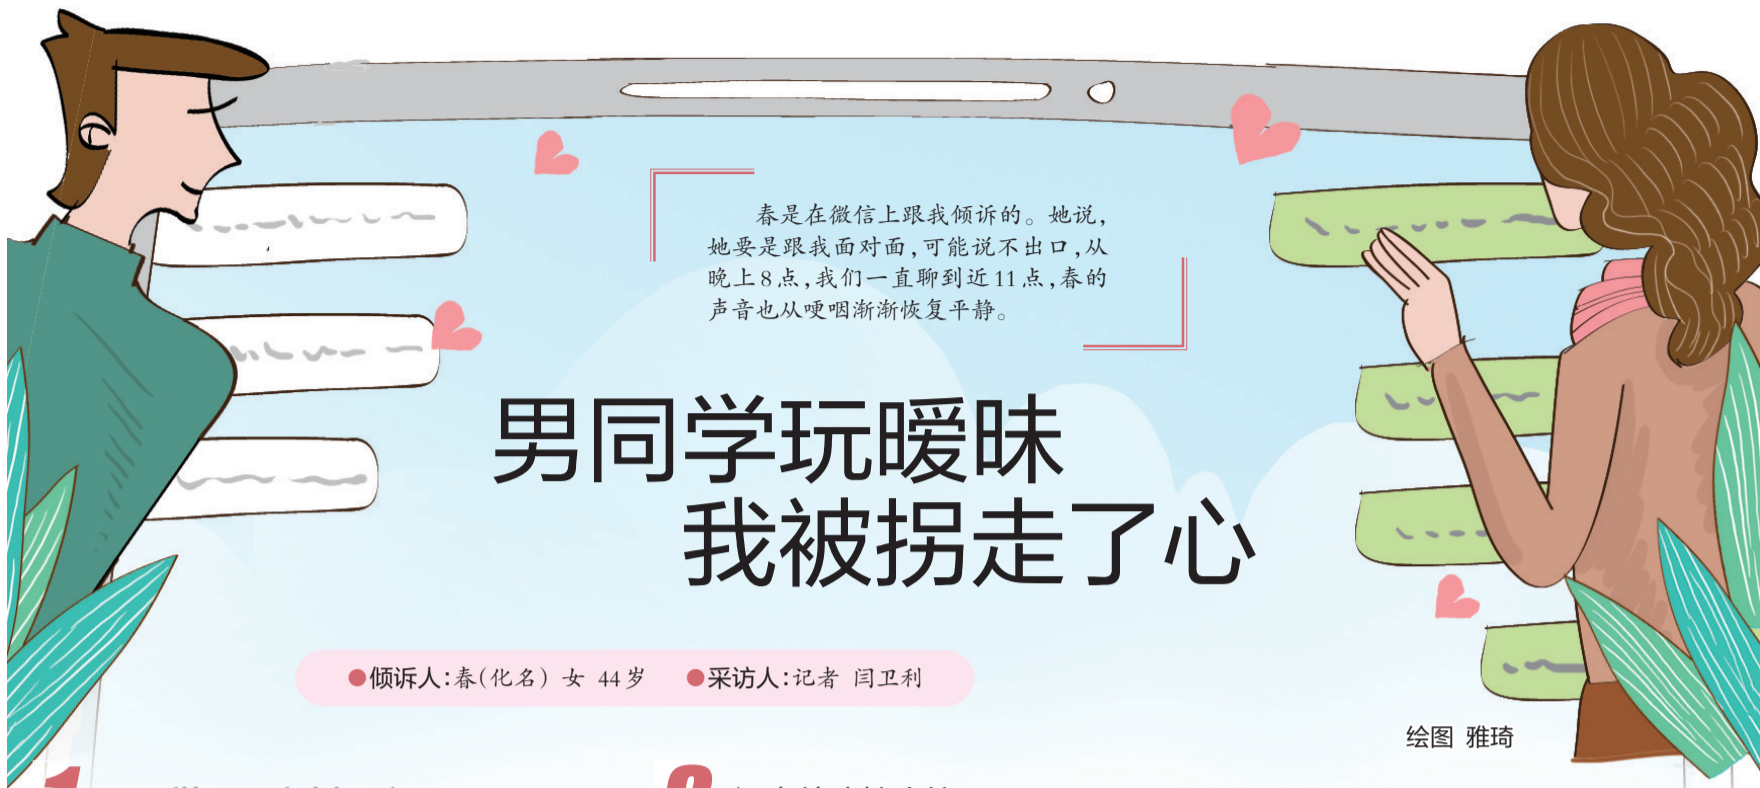 春是在微信上跟我倾诉的。她说，
她要是跟我面对面，可能说不出口，从
晚上8点，我们一直聊到近11点，春的
声音也从哽咽渐渐恢复平静。
男同学玩暧昧
我被拐走了心
●倾诉人：春（化名） 女 44岁 ●采访人：记者 闫卫利
绘图 雅琦